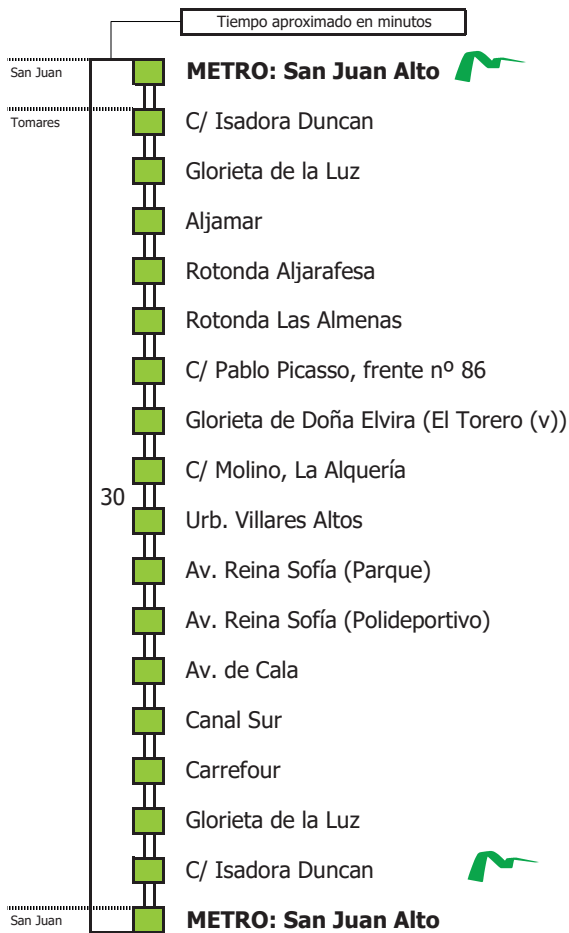 Tiempo aproximado en minutos
San Juan
METRO: San Juan Alto
Tomares
C/ Isadora Duncan
Glorieta de la Luz
Aljamar
Rotonda Aljarafesa
Rotonda Las Almenas
C/ Pablo Picasso, frente nº 86
Glorieta de Doña Elvira (El Torero (v))
C/ Molino, La Alquería
30
Urb. Villares Altos
Av. Reina Sofía (Parque)
Av. Reina Sofía (Polideportivo)
Av. de Cala
Canal Sur
Carrefour
Glorieta de la Luz
C/ Isadora Duncan
San Juan
METRO: San Juan Alto